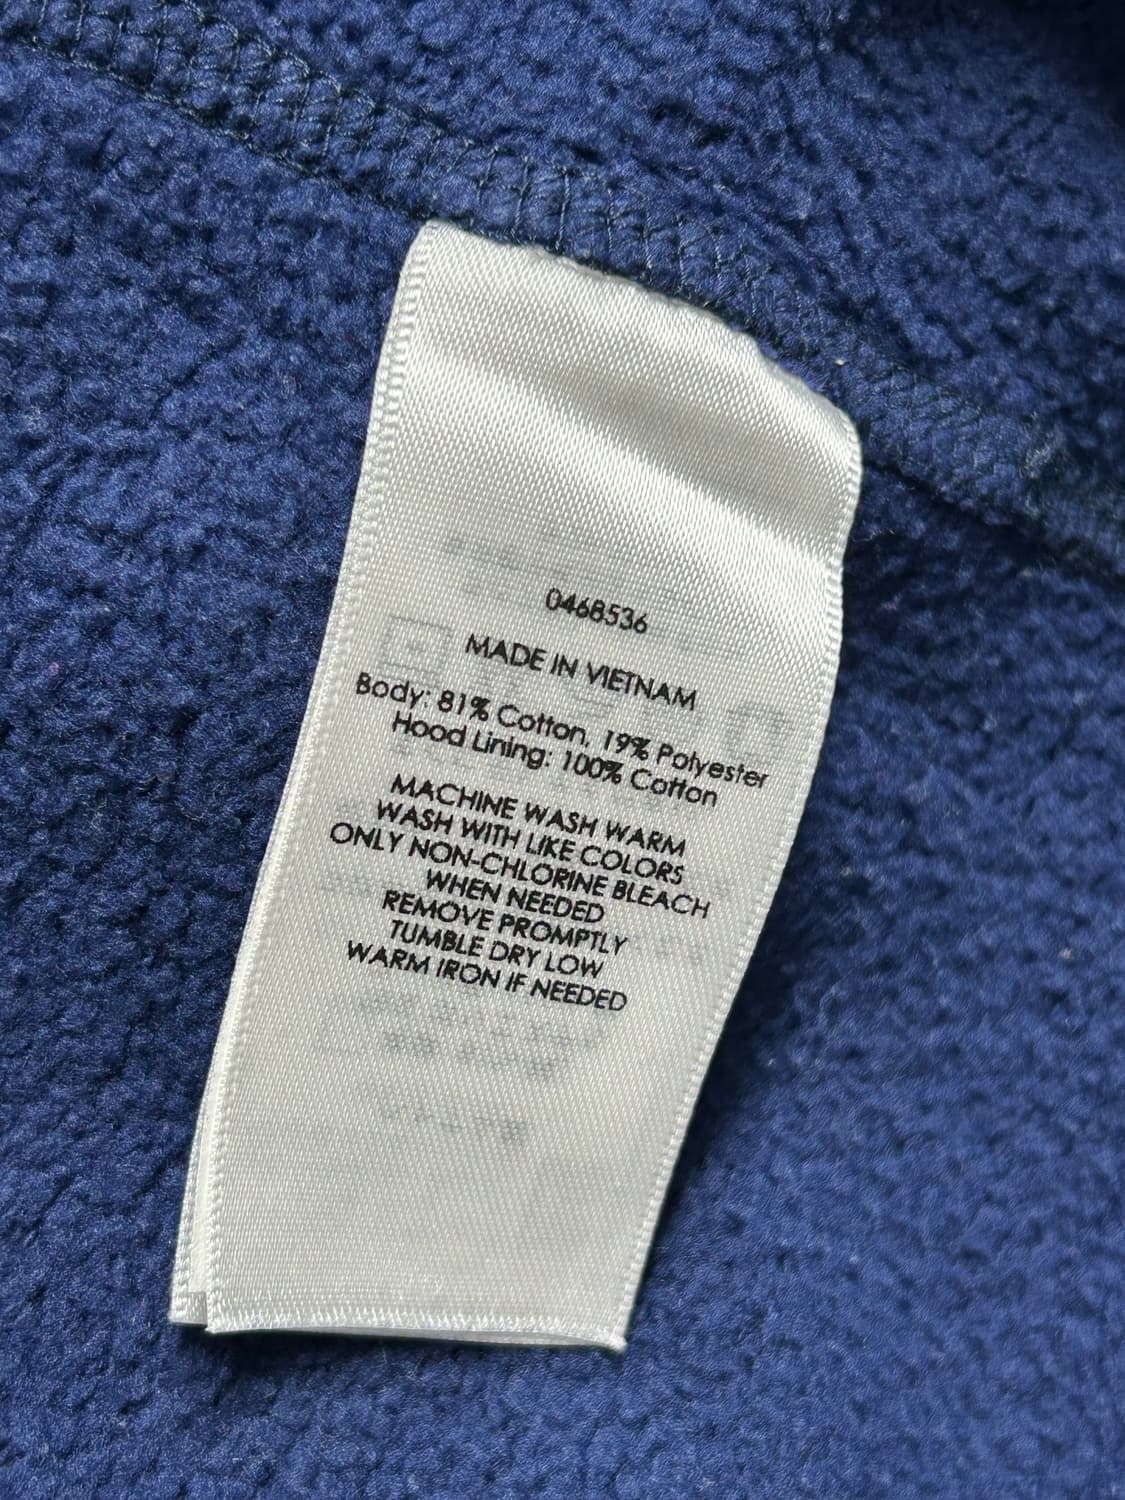 0468536
MADE IN VIETNAM
Body: 81% Cotton, 19% Polyester
Hood Lining: 100% Cotton
MACHINE WASH WARM
WASH WITH LIKE COLORS
ONLY NON-CHLORINE BLEACH
WHEN NEEDED
REMOVE PROMPTLY
TUMBLE DRY LOW
WARM IRON IF NEEDED